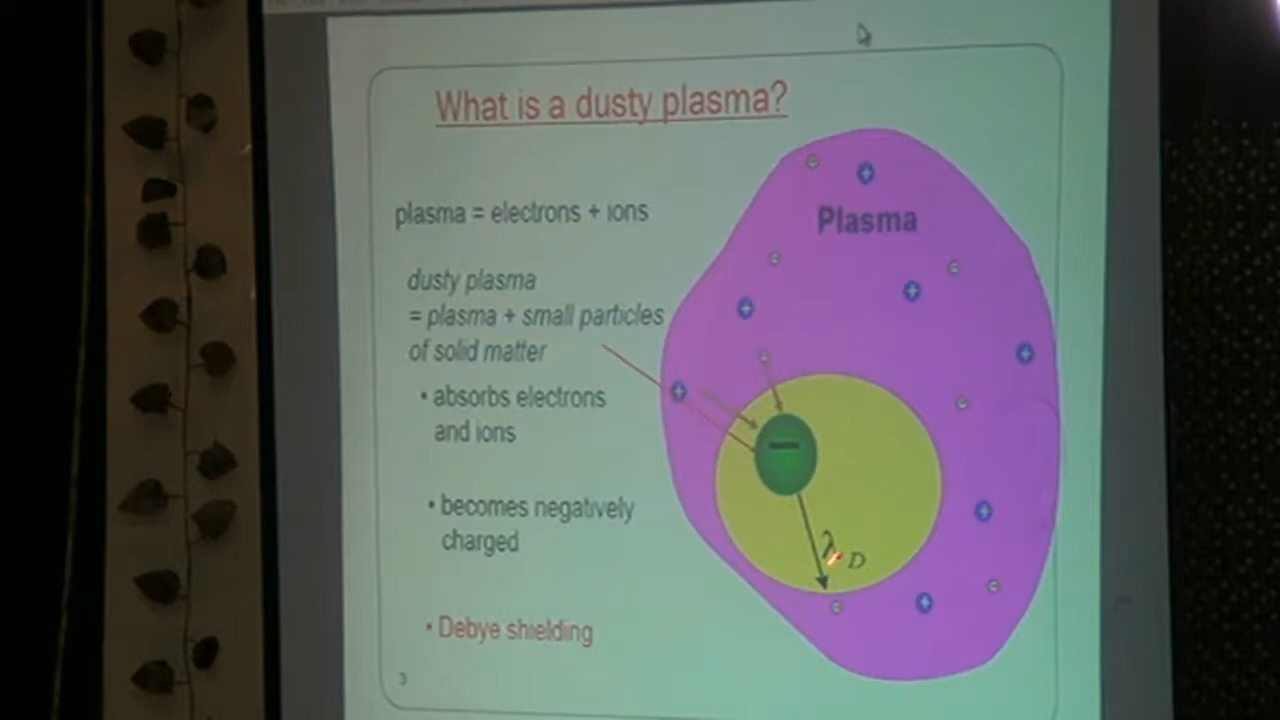 What is a dusty plasma?
plasma = electrons + ions
dusty plasma
= plasma + small particles
of solid matter
• absorbs electrons
and ions
• becomes negatively
charged
• Debye shielding
3
Plasma
λ D